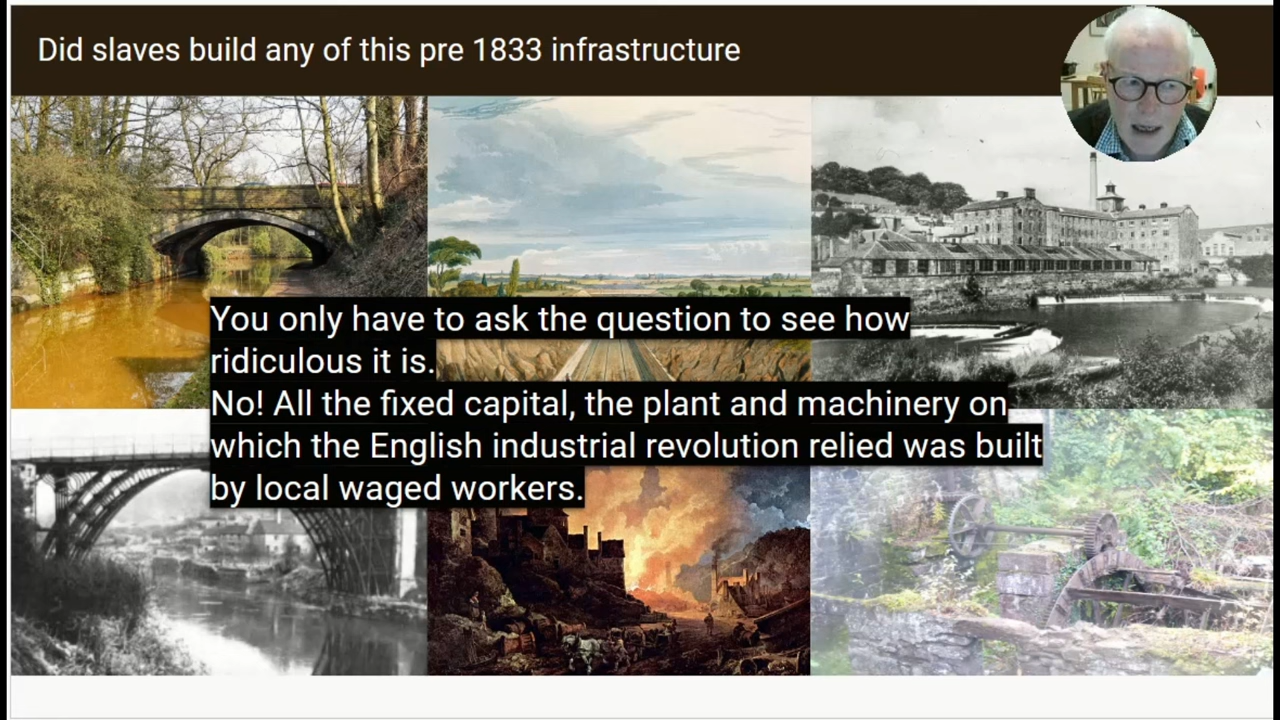 Did slaves build any of this pre 1833 infrastructure
You only have to ask the question to see how
ridiculous it is.
No! All the fixed capital, the plant and machinery on
which the English industrial revolution relied was built
by local waged workers.